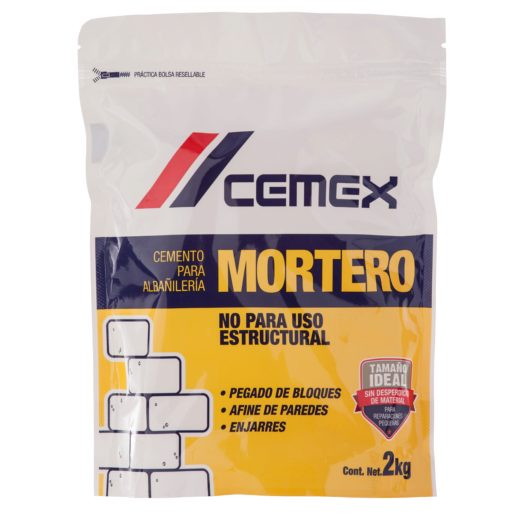 PRÁCTICA BOLSA RESELLABLE
CEMEX
CEMENTO
PARA
ALBAÑILERÍA
MORTERO
NO PARA USO
ESTRUCTURAL
• PEGADO DE BLOQUES
• AFINE DE PAREDES
• ENJARRES
TAMAÑO
IDEAL
SIN DESPERDICIO
DE MATERIAL
PARA
REPARACIONES
PEQUEÑAS
Cont. Net. 2kg